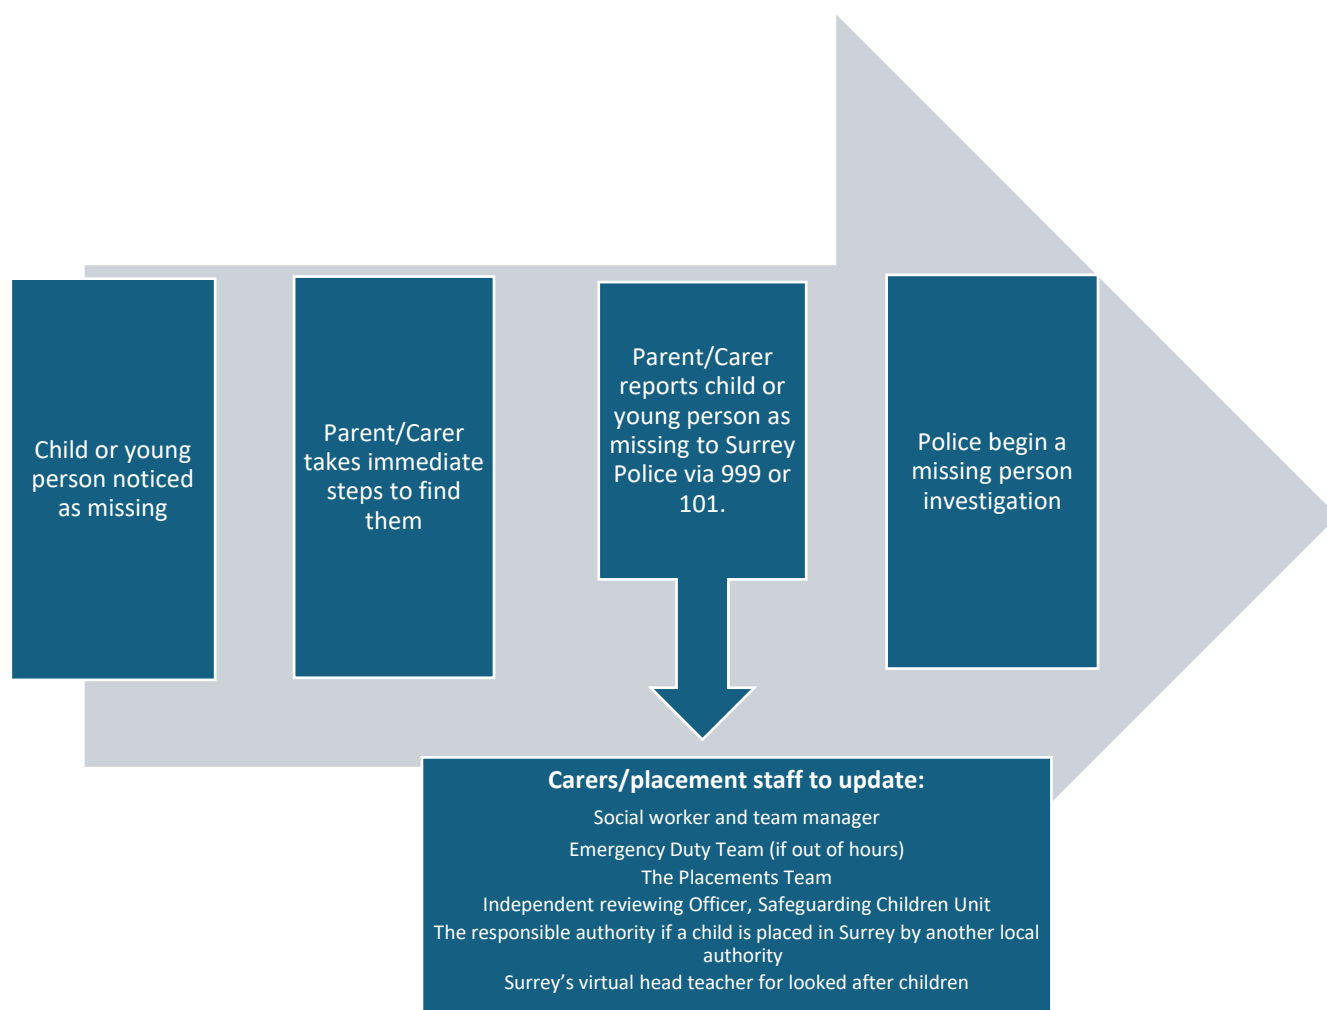 Child or young
person noticed
as missing
Parent/Carer
takes immediate
steps to find
them
Parent/Carer
reports child or
young person as
missing to Surrey
Police via 999 or
101.
Police begin a
missing person
investigation
Carers/placement staff to update:
Social worker and team manager
Emergency Duty Team (if out of hours)
The Placements Team
Independent reviewing Officer, Safeguarding Children Unit
The responsible authority if a child is placed in Surrey by another local
authority
Surrey's virtual head teacher for looked after children